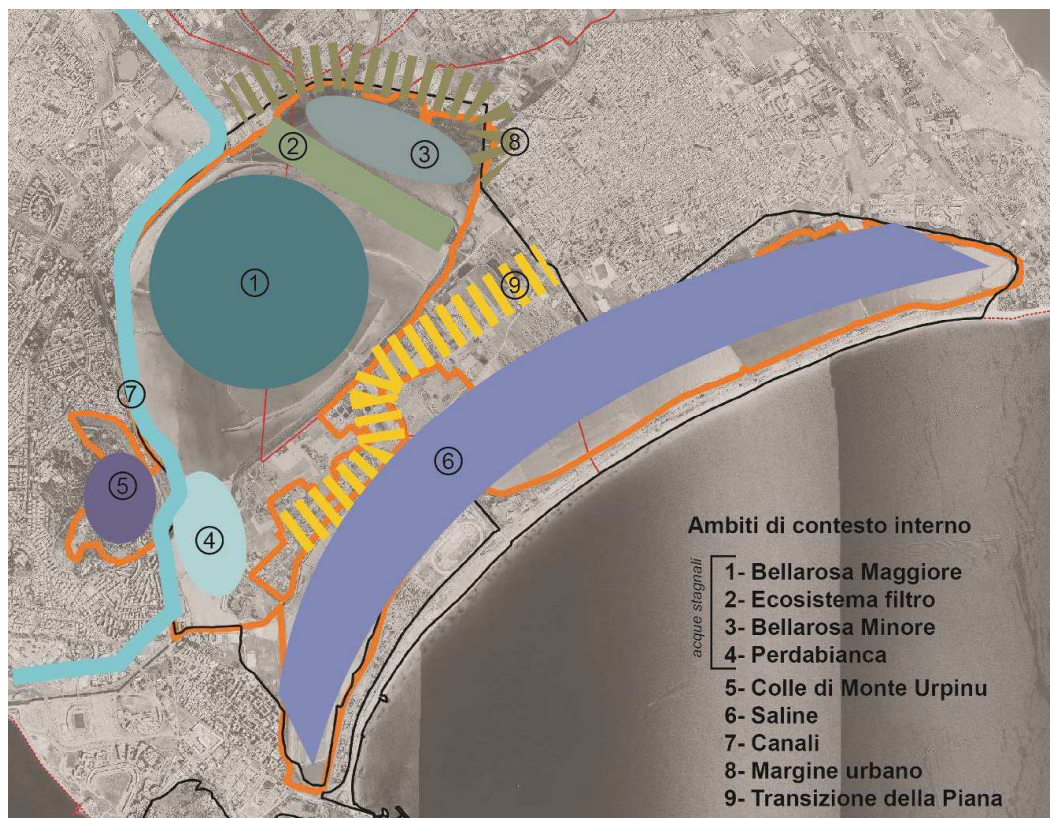 2
3
8
1
9
7
6
5
4
Ambiti di contesto interno
acque stagnali
1- Bellarosa Maggiore
2- Ecosistema filtro
3- Bellarosa Minore
4- Perdabianca
5- Colle di Monte Urpinu
6- Saline
7- Canali
8- Margine urbano
9- Transizione della Piana